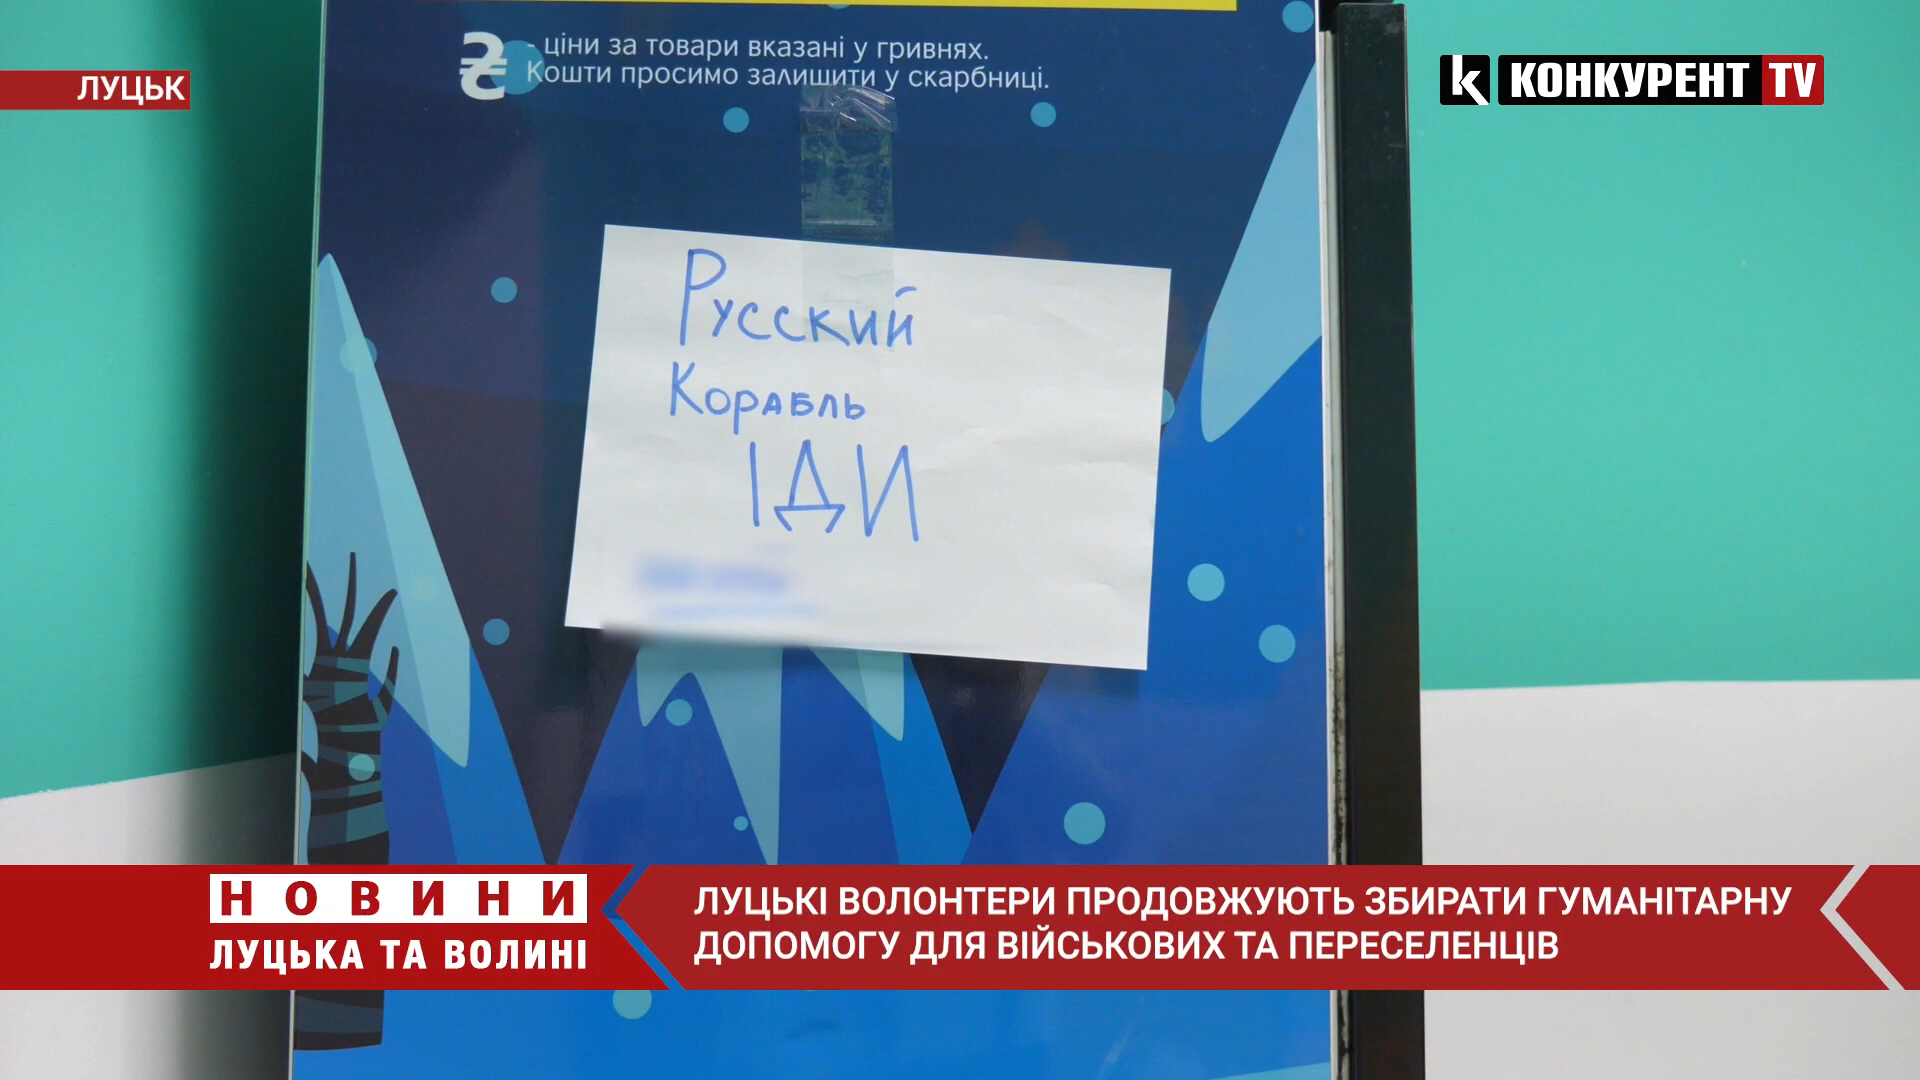 ₴ - ціни за товари вказані у гривнях.
Кошти просимо залишити у скарбниці.
ЛУЦЬК
k КОНКУРЕНТ TV
Русский
Корабль
ІДИ
НОВИНИ
ЛУЦЬКА ТА ВОЛИНІ
ЛУЦЬКІ ВОЛОНТЕРИ ПРОДОВЖУЮТЬ ЗБИРАТИ ГУМАНІТАРНУ
ДОПОМОГУ ДЛЯ ВІЙСЬКОВИХ ТА ПЕРЕСЕЛЕНЦІВ